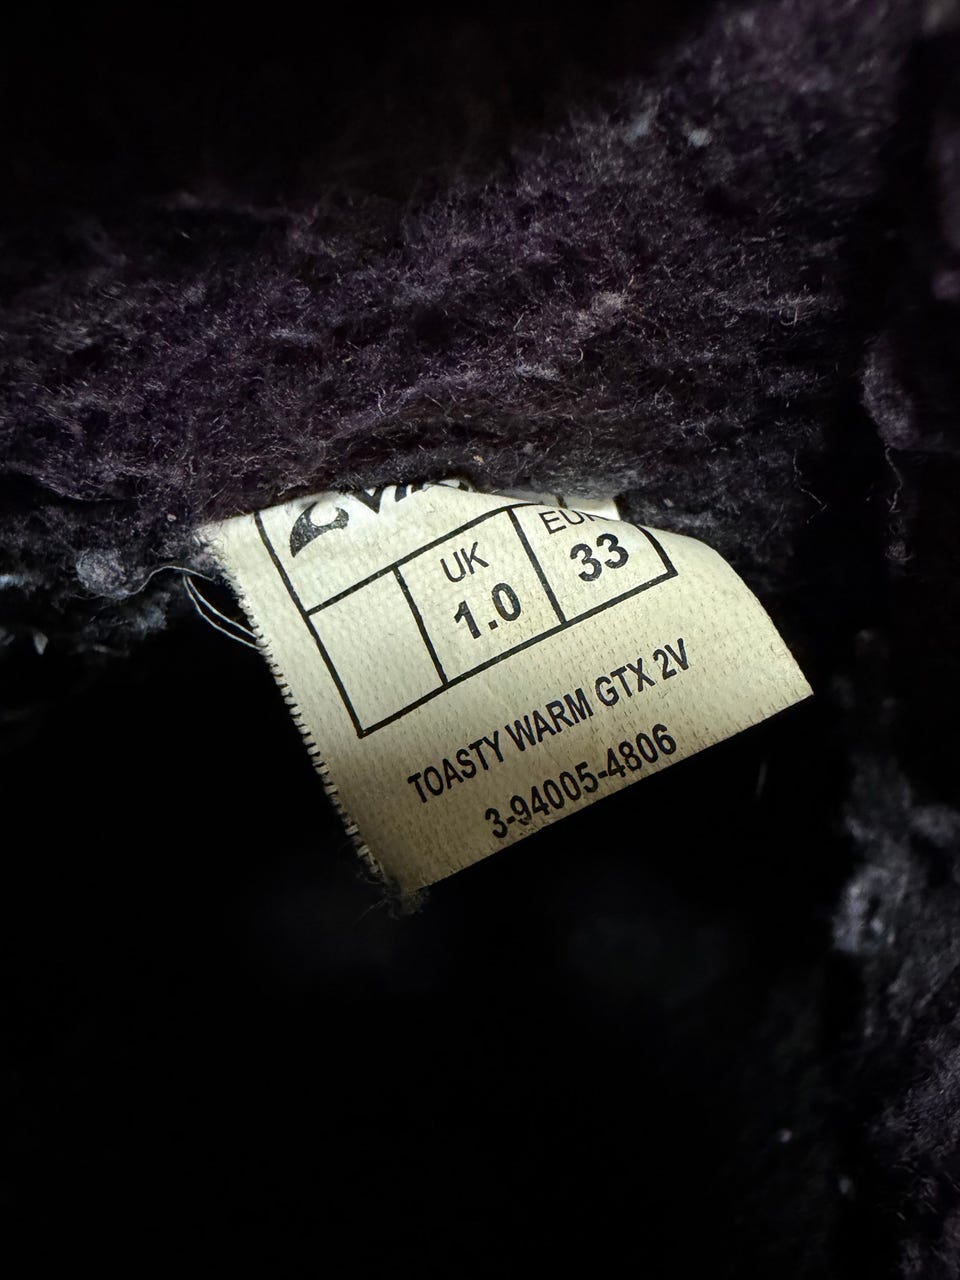 UK
1.0
33
TOASTY WARM GTX 2V
3-94005-4806